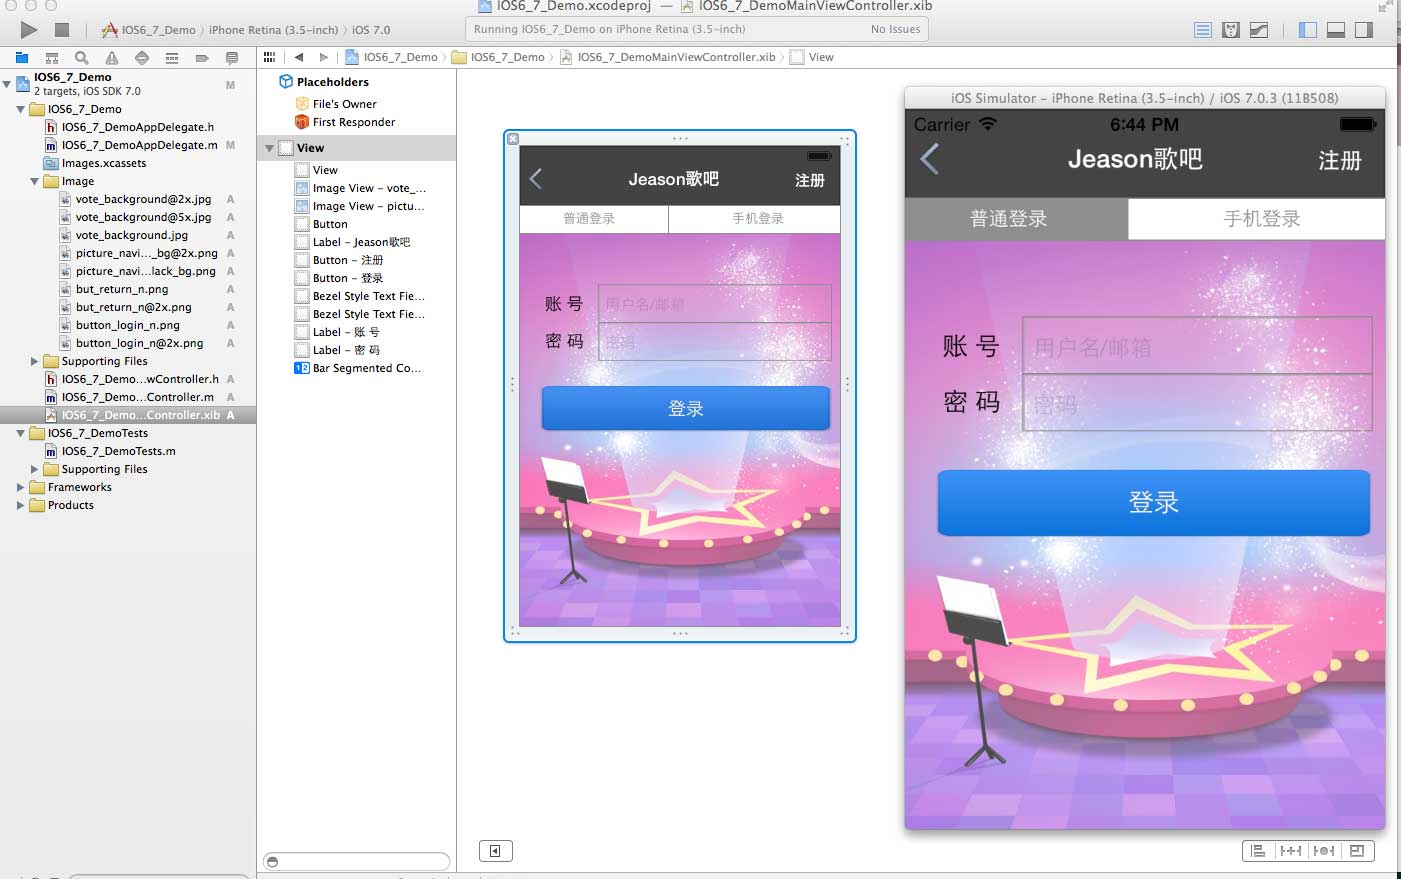 IOS6_7_Demo.xcodeproj — IOS6_7_DemoMainViewController.xib
IOS6_7_Demo 〉 iPhone Retina (3.5-inch) 〉 iOS 7.0
Running IOS6_7_Demo on iPhone Retina (3.5-inch) No Issues
IOS6_7_Demo 〉 IOS6_7_Demo 〉 IOS6_7_DemoMainViewController.xib 〉 View
IOS6_7_Demo
2 targets, iOS SDK 7.0 M
IOS6_7_Demo
IOS6_7_DemoAppDelegate.h
IOS6_7_DemoAppDelegate.m M
Images.xcassets
Image
vote_background@2x.jpg A
vote_background@5x.jpg A
vote_background.jpg A
picture_navi..._bg@2x.png A
picture_navi...lack_bg.png A
but_return_n.png A
but_return_n@2x.png A
button_login_n.png A
button_login_n@2x.png A
Supporting Files
IOS6_7_Demo...wController.h A
IOS6_7_Demo...Controller.m A
IOS6_7_Demo...Controller.xib A
IOS6_7_DemoTests
IOS6_7_DemoTests.m
Supporting Files
Frameworks
Products
Placeholders
File's Owner
First Responder
View
View
Image View – vote_...
Image View – pictu...
Button
Label – Jeason歌吧
Button – 注册
Button – 登录
Bezel Style Text Fie...
Bezel Style Text Fie...
Label – 账 号
Label – 密 码
Bar Segmented Co...
Jeason歌吧 注册
普通登录 手机登录
账 号 用户名/邮箱
密 码 密码
登录
iOS Simulator – iPhone Retina (3.5-inch) / iOS 7.0.3 (11B508)
Carrier 6:44 PM
Jeason歌吧 注册
普通登录 手机登录
账 号 用户名/邮箱
密 码 密码
登录